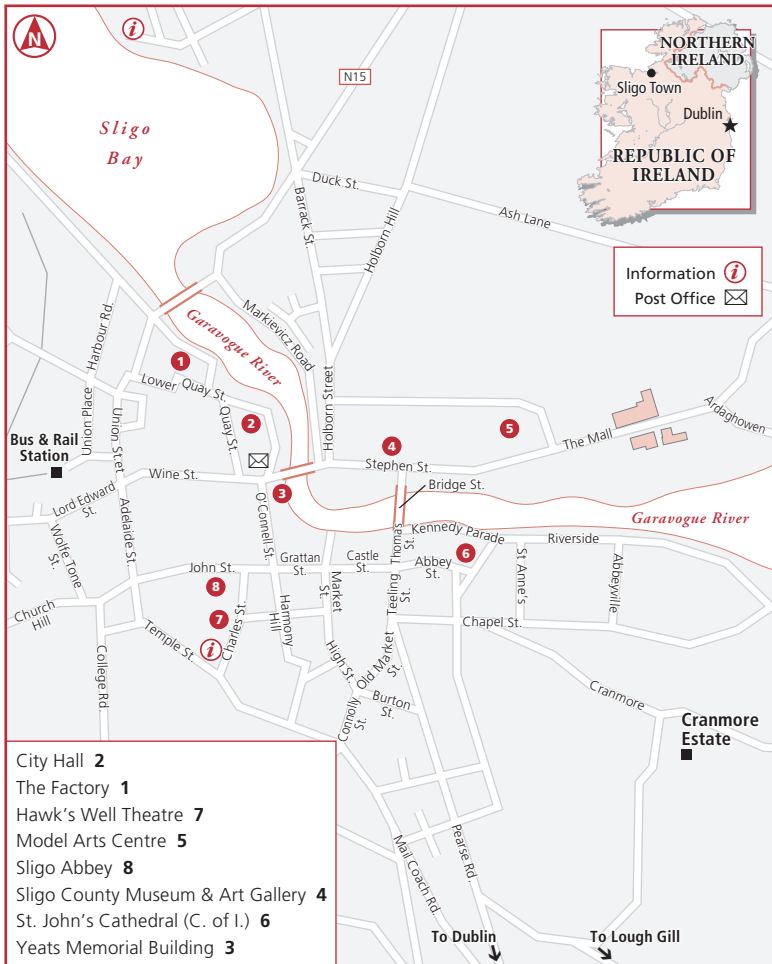 N
i
N15
Sligo
Bay
NORTHERN
IRELAND
Sligo Town
Dublin
REPUBLIC OF
IRELAND
Duck St.
Ash Lane
Barrack St.
Holborn Hill
Information i
Post Office
Markievicz Road
Garavogue River
Harbour Rd.
1
Lower Quay St.
Union Place
Union St.et
Quay St.
2
Holborn Street
4
5
The Mall
Ardaghowen
Bus & Rail
Station
Wine St.
Stephen St.
Bridge St.
3
Lord Edward
St.
Adelaide St.
O'Connell St.
Garavogue River
Wolfe Tone
St.
Kennedy Parade
Riverside
Thomas
St.
Grattan
St.
Castle
St.
Abbey
St.
6
St. Anne's
Abbeyville
John St.
8
Market
St.
Teeling
St.
Church
Hill
7
Charles St.
Harmony
Hill
Chapel St.
Temple St.
i
High St.
Old Market
St.
College Rd.
Connolly
St.
Burton
St.
Cranmore
Cranmore
Estate
City Hall 2
The Factory 1
Hawk's Well Theatre 7
Model Arts Centre 5
Sligo Abbey 8
Sligo County Museum & Art Gallery 4
St. John's Cathedral (C. of I.) 6
Yeats Memorial Building 3
Mail Coach Rd.
Pearse Rd.
To Dublin
To Lough Gill